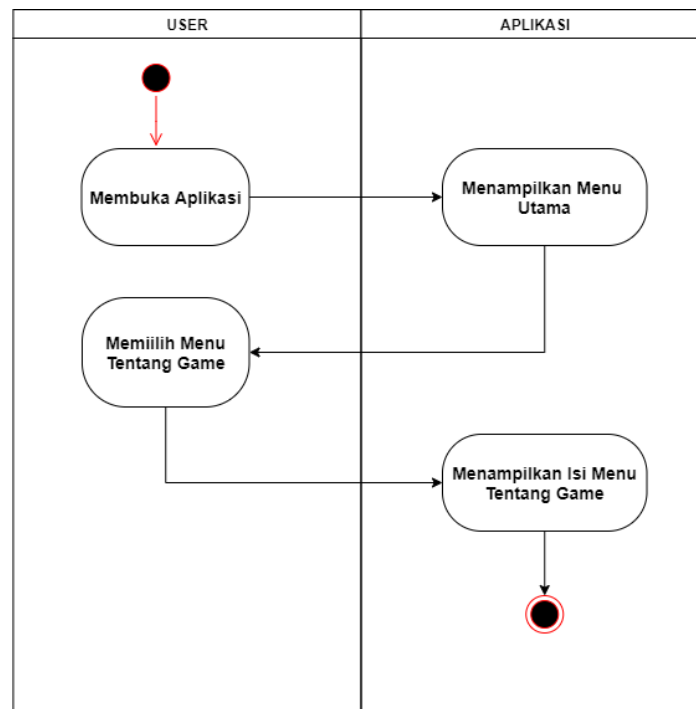 USER
APLIKASI
Membuka Aplikasi
Menampilkan Menu
Utama
Memiilih Menu
Tentang Game
Menampilkan Isi Menu
Tentang Game